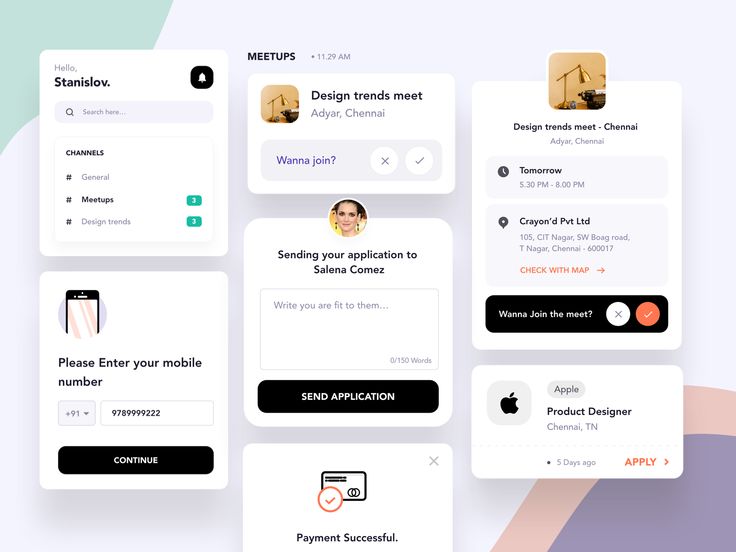 Hello,
Stanislov.
Search here...
CHANNELS
# General
# Meetups 3
# Design trends 3
Please Enter your mobile
number
+91 9789999222
CONTINUE
MEETUPS • 11.29 AM
Design trends meet
Adyar, Chennai
Wanna join?
Sending your application to
Salena Comez
Write you are fit to them...
0/150 Words
SEND APPLICATION
Payment Successful.
Design trends meet - Chennai
Adyar, Chennai
Tomorrow
5.30 PM - 8.00 PM
Crayon’d Pvt Ltd
105, CIT Nagar, SW Boag road,
T Nagar, Chennai - 600017
CHECK WITH MAP
Wanna Join the meet?
Apple
Product Designer
Chennai, TN
• 5 Days ago APPLY